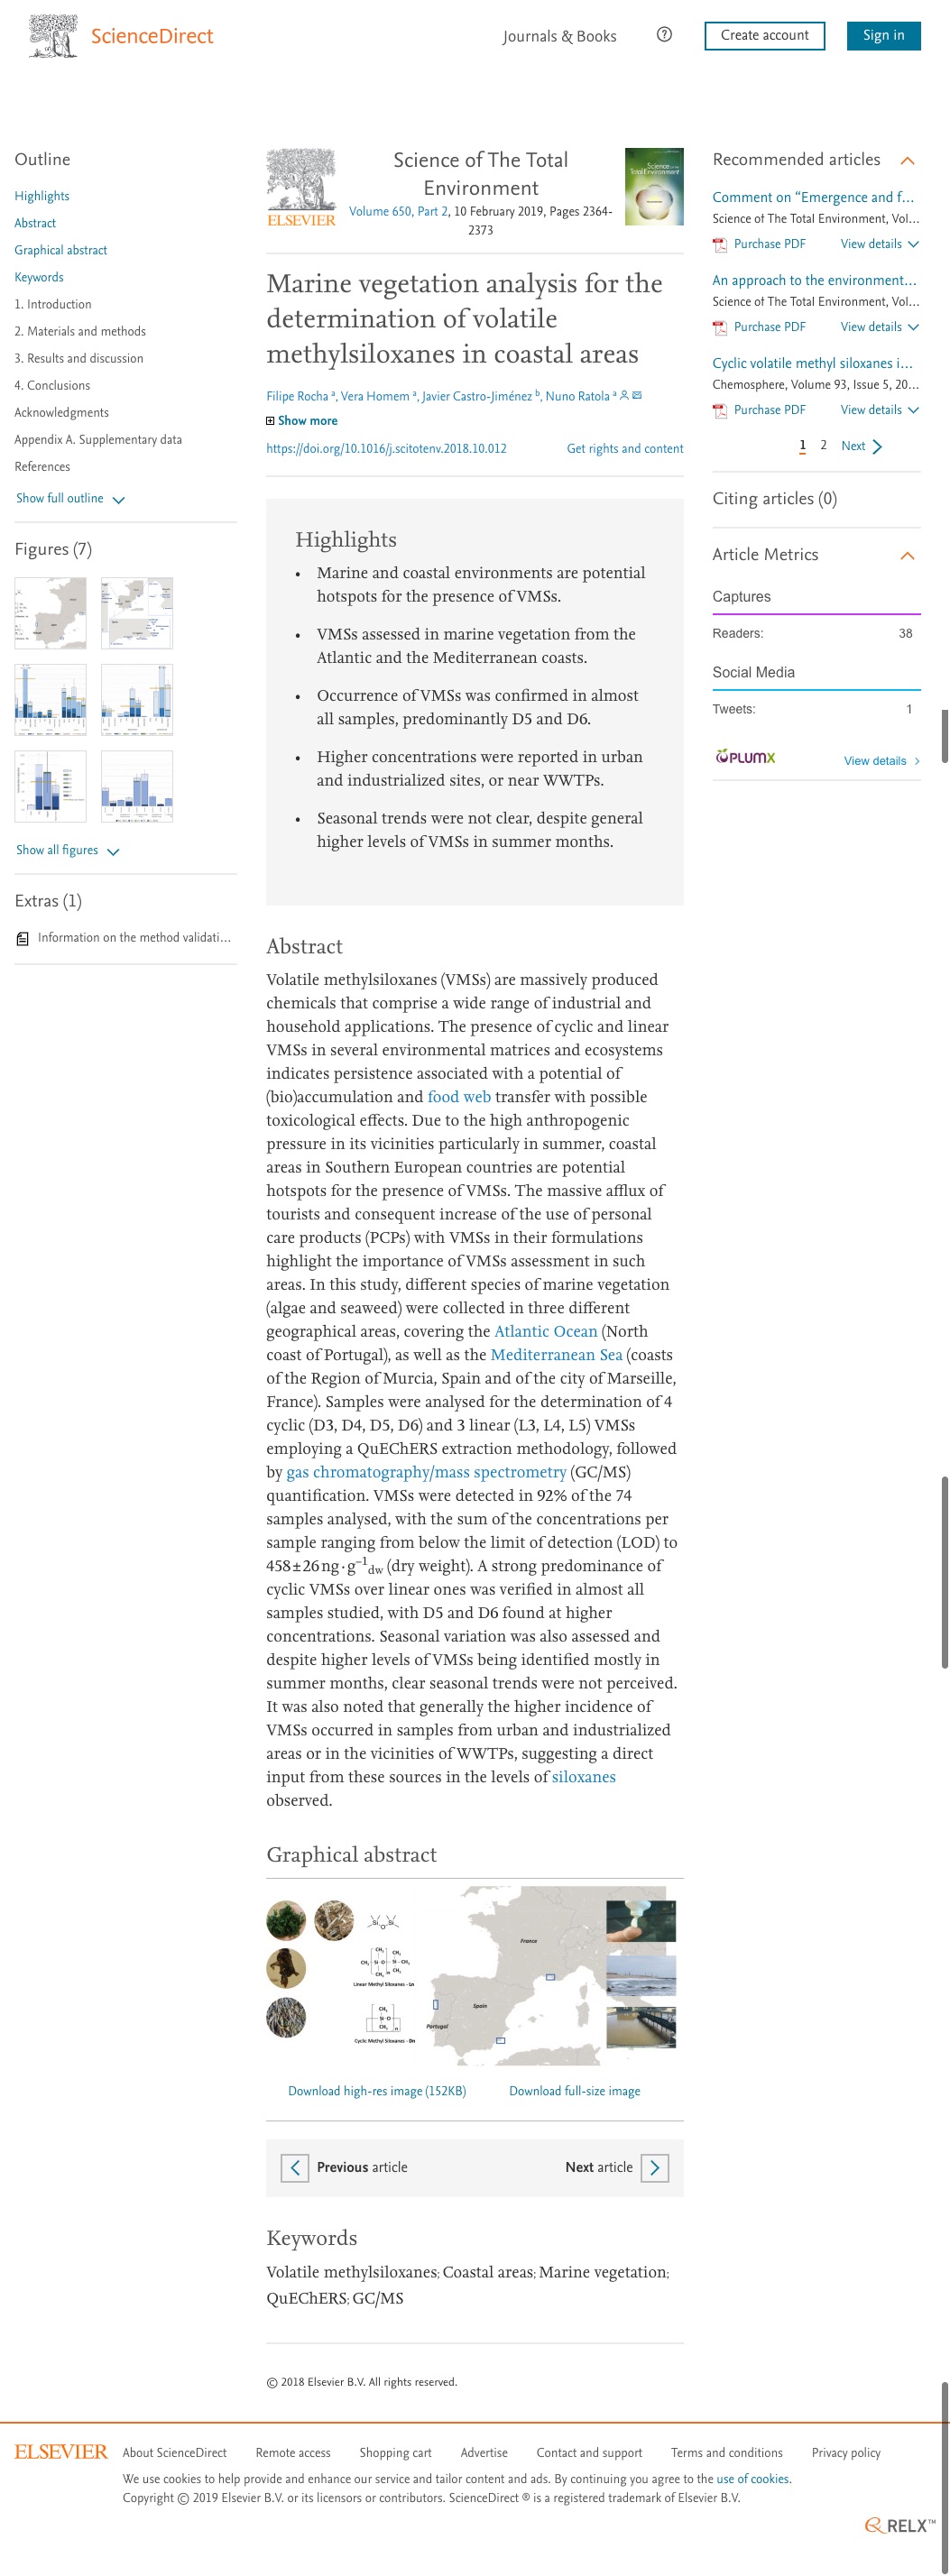 ScienceDirect
Journals & Books
Create account
Sign in
Outline
Highlights
Abstract
Graphical abstract
Keywords
1. Introduction
2. Materials and methods
3. Results and discussion
4. Conclusions
Acknowledgments
Appendix A. Supplementary data
References
Show full outline
Figures (7)
Show all figures
Extras (1)
Information on the method validati...
ELSEVIER
Science of The Total
Environment
Volume 650, Part 2, 10 February 2019, Pages 2364-
2373
Marine vegetation analysis for the
determination of volatile
methylsiloxanes in coastal areas
Filipe Rocha a, Vera Homem a, Javier Castro-Jiménez b, Nuno Ratola a
Show more
https://doi.org/10.1016/j.scitotenv.2018.10.012
Get rights and content
Highlights
• Marine and coastal environments are potential
hotspots for the presence of VMSs.
• VMSs assessed in marine vegetation from the
Atlantic and the Mediterranean coasts.
• Occurrence of VMSs was confirmed in almost
all samples, predominantly D5 and D6.
• Higher concentrations were reported in urban
and industrialized sites, or near WWTPs.
• Seasonal trends were not clear, despite general
higher levels of VMSs in summer months.
Abstract
Volatile methylsiloxanes (VMSs) are massively produced
chemicals that comprise a wide range of industrial and
household applications. The presence of cyclic and linear
VMSs in several environmental matrices and ecosystems
indicates persistence associated with a potential of
(bio)accumulation and food web transfer with possible
toxicological effects. Due to the high anthropogenic
pressure in its vicinities particularly in summer, coastal
areas in Southern European countries are potential
hotspots for the presence of VMSs. The massive afflux of
tourists and consequent increase of the use of personal
care products (PCPs) with VMSs in their formulations
highlight the importance of VMSs assessment in such
areas. In this study, different species of marine vegetation
(algae and seaweed) were collected in three different
geographical areas, covering the Atlantic Ocean (North
coast of Portugal), as well as the Mediterranean Sea (coasts
of the Region of Murcia, Spain and of the city of Marseille,
France). Samples were analysed for the determination of 4
cyclic (D3, D4, D5, D6) and 3 linear (L3, L4, L5) VMSs
employing a QuEChERS extraction methodology, followed
by gas chromatography/mass spectrometry (GC/MS)
quantification. VMSs were detected in 92% of the 74
samples analysed, with the sum of the concentrations per
sample ranging from below the limit of detection (LOD) to
458 ± 26 ng · g−1dw (dry weight). A strong predominance of
cyclic VMSs over linear ones was verified in almost all
samples studied, with D5 and D6 found at higher
concentrations. Seasonal variation was also assessed and
despite higher levels of VMSs being identified mostly in
summer months, clear seasonal trends were not perceived.
It was also noted that generally the higher incidence of
VMSs occurred in samples from urban and industrialized
areas or in the vicinities of WWTPs, suggesting a direct
input from these sources in the levels of siloxanes
observed.
Graphical abstract
Linear Methyl Siloxanes - Ln
Cyclic Methyl Siloxanes - Dn
France
Spain
Portugal
Download high-res image (152KB)
Download full-size image
Previous article
Next article
Keywords
Volatile methylsiloxanes; Coastal areas; Marine vegetation;
QuEChERS; GC/MS
© 2018 Elsevier B.V. All rights reserved.
Recommended articles
Comment on “Emergence and f...
Science of The Total Environment, Vol...
Purchase PDF
View details
An approach to the environment...
Science of The Total Environment, Vol...
Purchase PDF
View details
Cyclic volatile methyl siloxanes i...
Chemosphere, Volume 93, Issue 5, 20...
Purchase PDF
View details
1 2 Next
Citing articles (0)
Article Metrics
Captures
Readers: 38
Social Media
Tweets: 1
PLUMX
View details
ELSEVIER
About ScienceDirect
Remote access
Shopping cart
Advertise
Contact and support
Terms and conditions
Privacy policy
We use cookies to help provide and enhance our service and tailor content and ads. By continuing you agree to the use of cookies.
Copyright © 2019 Elsevier B.V. or its licensors or contributors. ScienceDirect ® is a registered trademark of Elsevier B.V.
RELX™